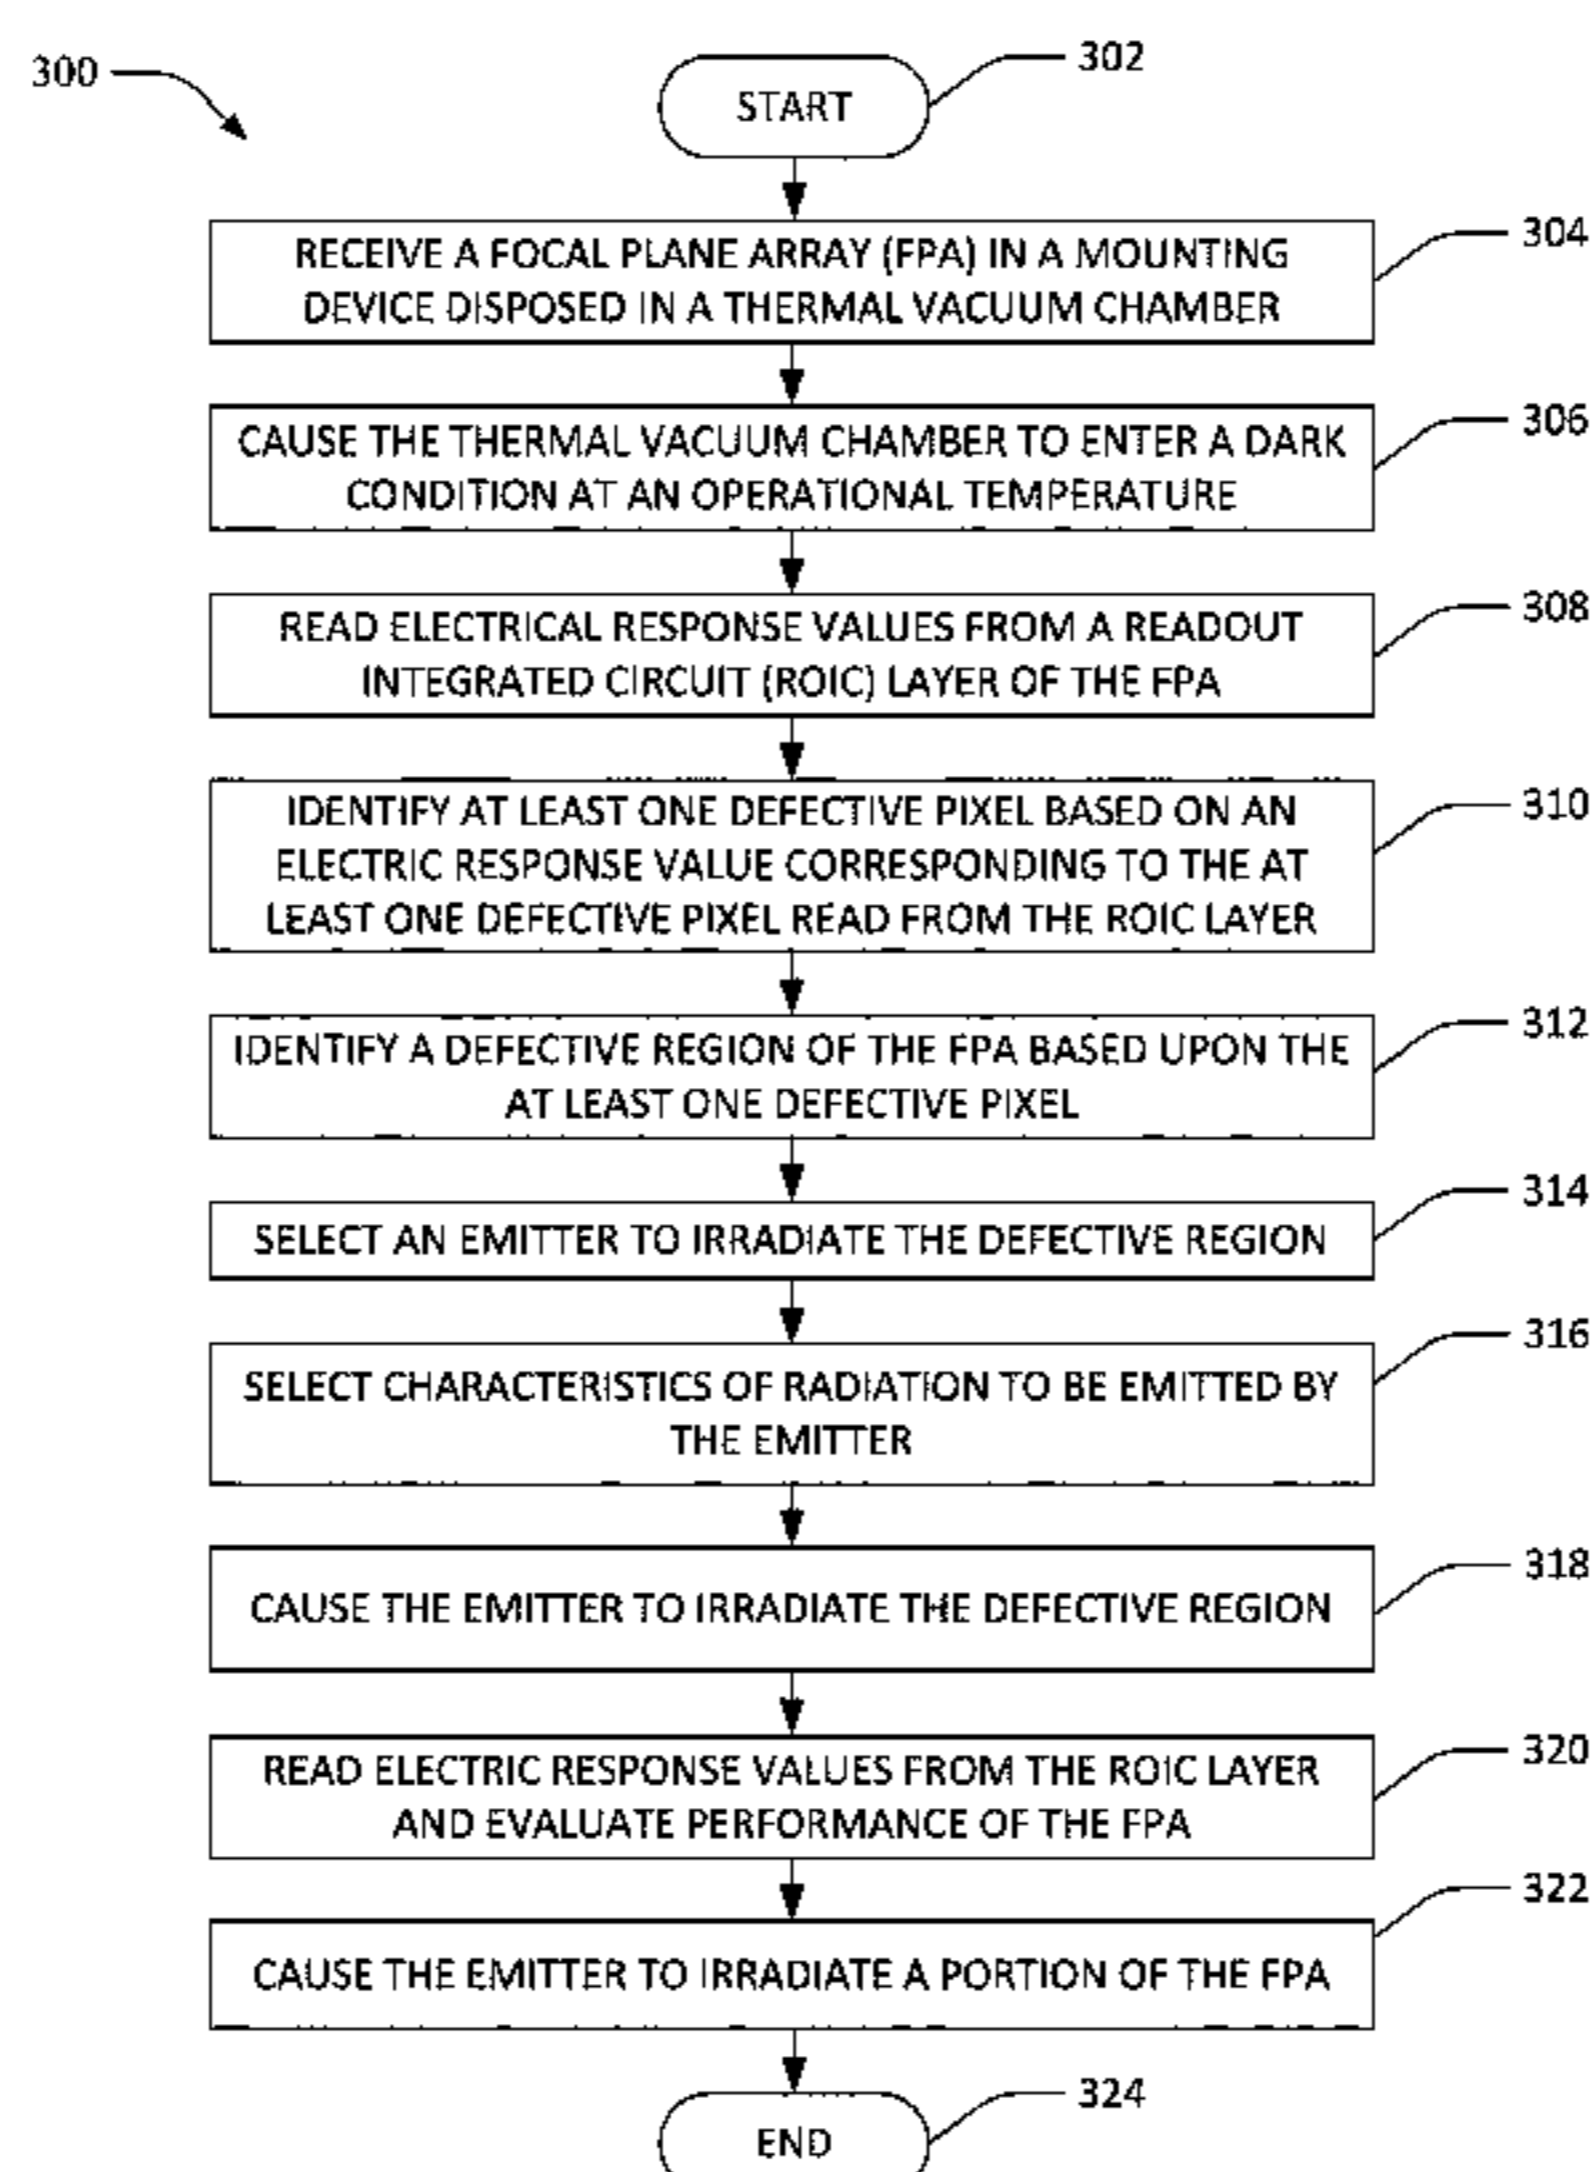 300
302
START
304
RECEIVE A FOCAL PLANE ARRAY (FPA) IN A MOUNTING
DEVICE DISPOSED IN A THERMAL VACUUM CHAMBER
306
CAUSE THE THERMAL VACUUM CHAMBER TO ENTER A DARK
CONDITION AT AN OPERATIONAL TEMPERATURE
308
READ ELECTRICAL RESPONSE VALUES FROM A READOUT
INTEGRATED CIRCUIT (ROIC) LAYER OF THE FPA
310
IDENTIFY AT LEAST ONE DEFECTIVE PIXEL BASED ON AN
ELECTRIC RESPONSE VALUE CORRESPONDING TO THE AT
LEAST ONE DEFECTIVE PIXEL READ FROM THE ROIC LAYER
312
IDENTIFY A DEFECTIVE REGION OF THE FPA BASED UPON THE
AT LEAST ONE DEFECTIVE PIXEL
314
SELECT AN EMITTER TO IRRADIATE THE DEFECTIVE REGION
316
SELECT CHARACTERISTICS OF RADIATION TO BE EMITTED BY
THE EMITTER
318
CAUSE THE EMITTER TO IRRADIATE THE DEFECTIVE REGION
320
READ ELECTRIC RESPONSE VALUES FROM THE ROIC LAYER
AND EVALUATE PERFORMANCE OF THE FPA
322
CAUSE THE EMITTER TO IRRADIATE A PORTION OF THE FPA
324
END